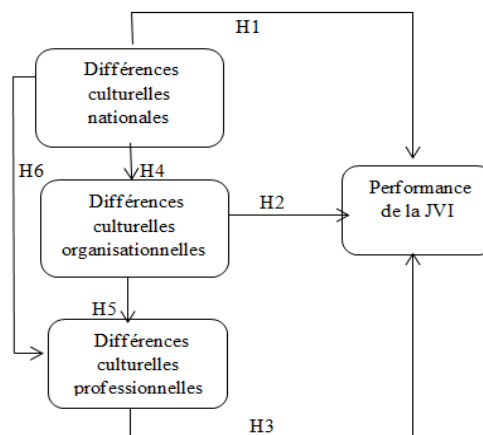 H1
Différences
culturelles
nationales
H6
H4
Performance
de la JVI
Différences
culturelles
organisationnelles
H2
H5
Différences
culturelles
professionnelles
H3